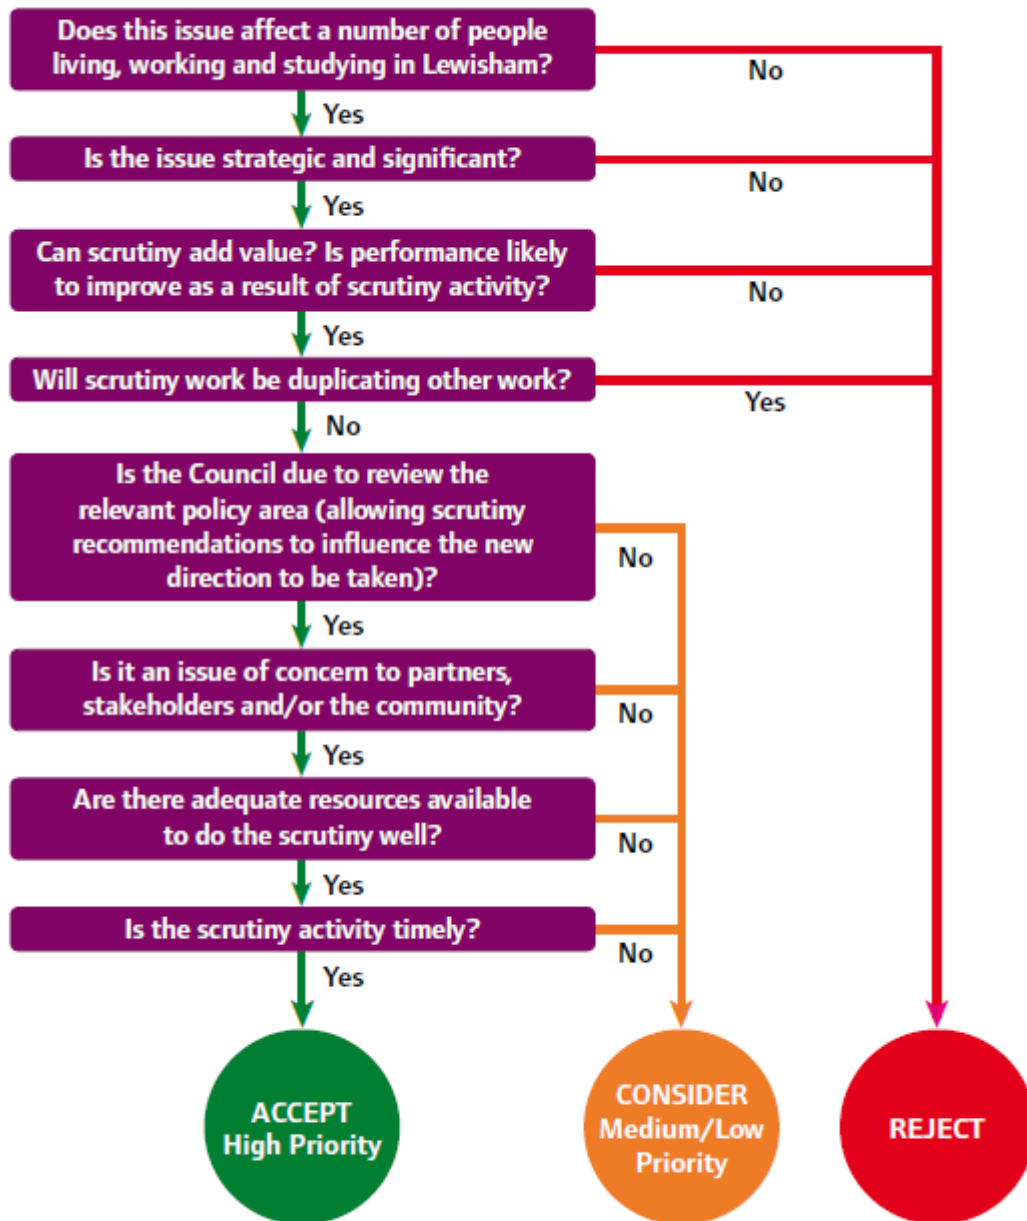 Does this issue affect a number of people
living, working and studying in Lewisham?
No
Yes
Is the issue strategic and significant?
No
Yes
Can scrutiny add value? Is performance likely
to improve as a result of scrutiny activity?
No
Yes
Will scrutiny work be duplicating other work?
Yes
No
Is the Council due to review the
relevant policy area (allowing scrutiny
recommendations to influence the new
direction to be taken)?
No
Yes
Is it an issue of concern to partners,
stakeholders and/or the community?
No
Yes
Are there adequate resources available
to do the scrutiny well?
No
Yes
Is the scrutiny activity timely?
No
Yes
ACCEPT
High Priority
CONSIDER
Medium/Low
Priority
REJECT